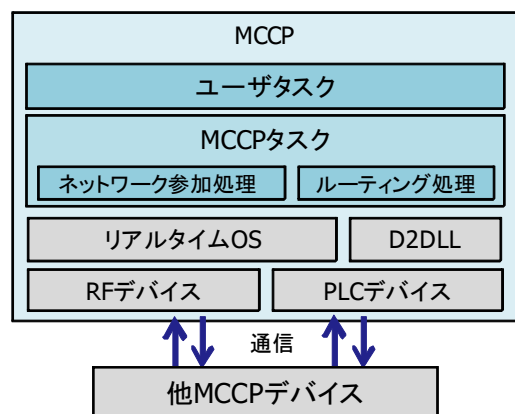 MCCP
ユーザタスク
MCCPタスク
ネットワーク参加処理
ルーティング処理
リアルタイムOS
D2DLL
RFデバイス
PLCデバイス
通信
他MCCPデバイス